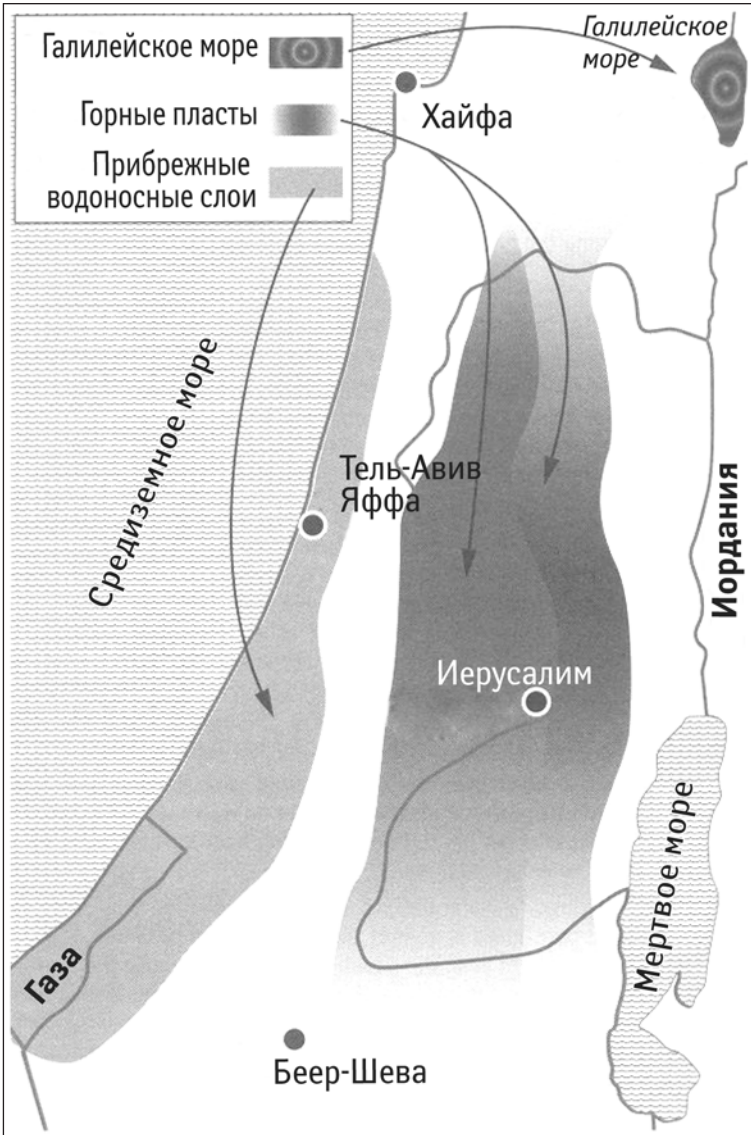 Галилейское море
Горные пласты
Прибрежные
водоносные слои
Галилейское
море
Хайфа
Средиземное море
Тель-Авив
Яффа
Иордания
Иерусалим
Мертвое море
Газа
Беер-Шева